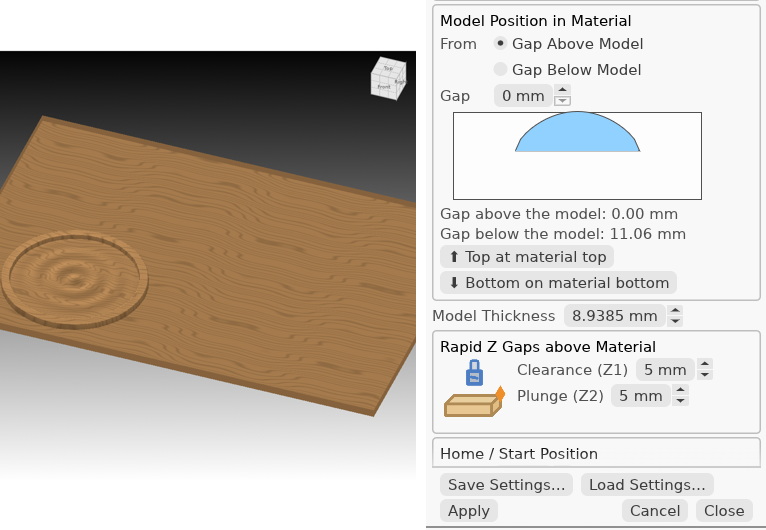 Top
Front
Right
Model Position in Material
From
Gap Above Model
Gap Below Model
Gap 0 mm
Gap above the model: 0.00 mm
Gap below the model: 11.06 mm
⬆ Top at material top
⬇ Bottom on material bottom
Model Thickness 8.9385 mm
Rapid Z Gaps above Material
Clearance (Z1) 5 mm
Plunge (Z2) 5 mm
Home / Start Position
Save Settings... Load Settings...
Apply Cancel Close